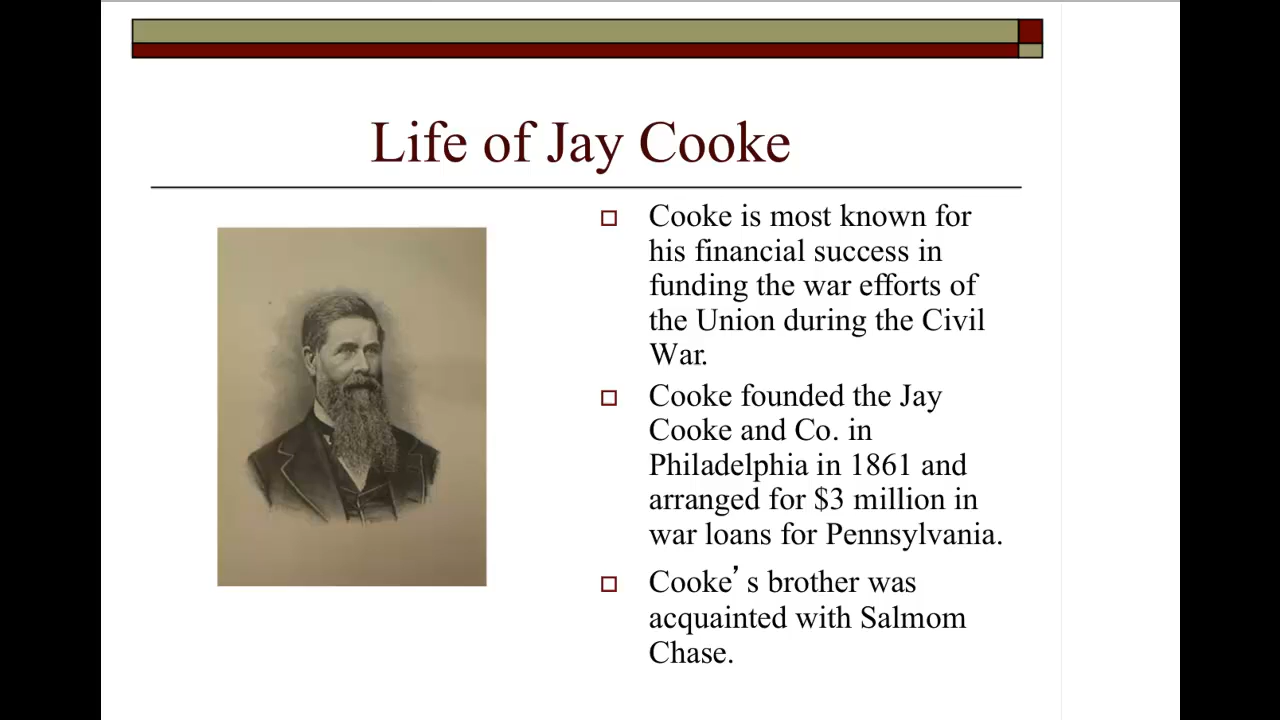 Life of Jay Cooke
Cooke is most known for
his financial success in
funding the war efforts of
the Union during the Civil
War.
Cooke founded the Jay
Cooke and Co. in
Philadelphia in 1861 and
arranged for $3 million in
war loans for Pennsylvania.
Cooke’s brother was
acquainted with Salmom
Chase.